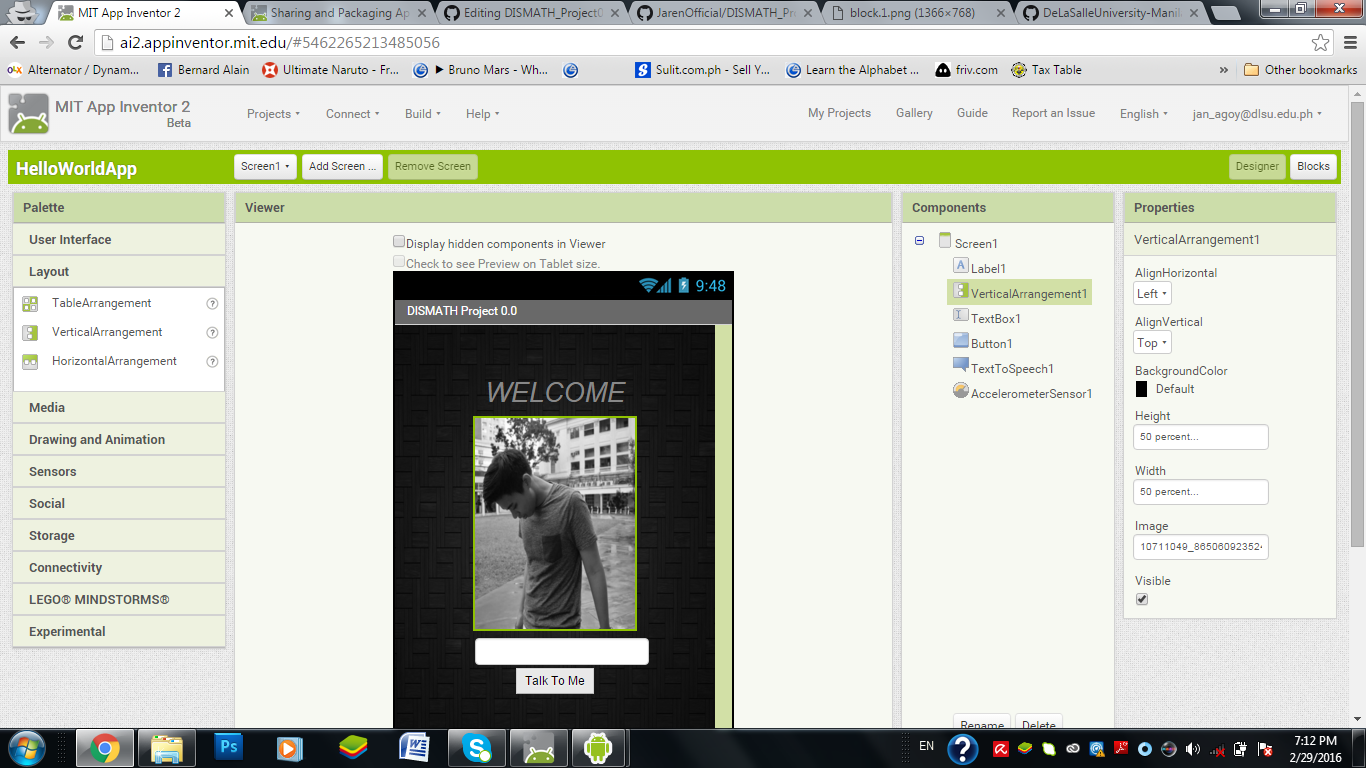 MIT App Inventor 2
Sharing and Packaging Ap
Editing DISMATH_Project0
JarenOfficial/DISMATH_Pr
block.1.png (1366×768)
DeLaSalleUniversity-Manil
ai2.appinventor.mit.edu/#5462265213485056
Alternator / Dynam...
Bernard Alain
Ultimate Naruto - Fr...
▶ Bruno Mars - Wh...
Sulit.com.ph - Sell Y...
Learn the Alphabet ...
friv.com
Tax Table
»
Other bookmarks
MIT App Inventor 2
Beta
Projects
Connect
Build
Help
My Projects
Gallery
Guide
Report an Issue
English
jan_agoy@dlsu.edu.ph
HelloWorldApp
Screen1
Add Screen ...
Remove Screen
Designer
Blocks
Palette
User Interface
Layout
TableArrangement ?
VerticalArrangement ?
HorizontalArrangement ?
Media
Drawing and Animation
Sensors
Social
Storage
Connectivity
LEGO® MINDSTORMS®
Experimental
Viewer
Display hidden components in Viewer
Check to see Preview on Tablet size.
9:48
DISMATH Project 0.0
WELCOME
Talk To Me
Components
Screen1
Label1
VerticalArrangement1
TextBox1
Button1
TextToSpeech1
AccelerometerSensor1
Rename
Delete
Properties
VerticalArrangement1
AlignHorizontal
Left
AlignVertical
Top
BackgroundColor
Default
Height
50 percent...
Width
50 percent...
Image
10711049_86506092352
Visible
EN
7:12 PM
2/29/2016